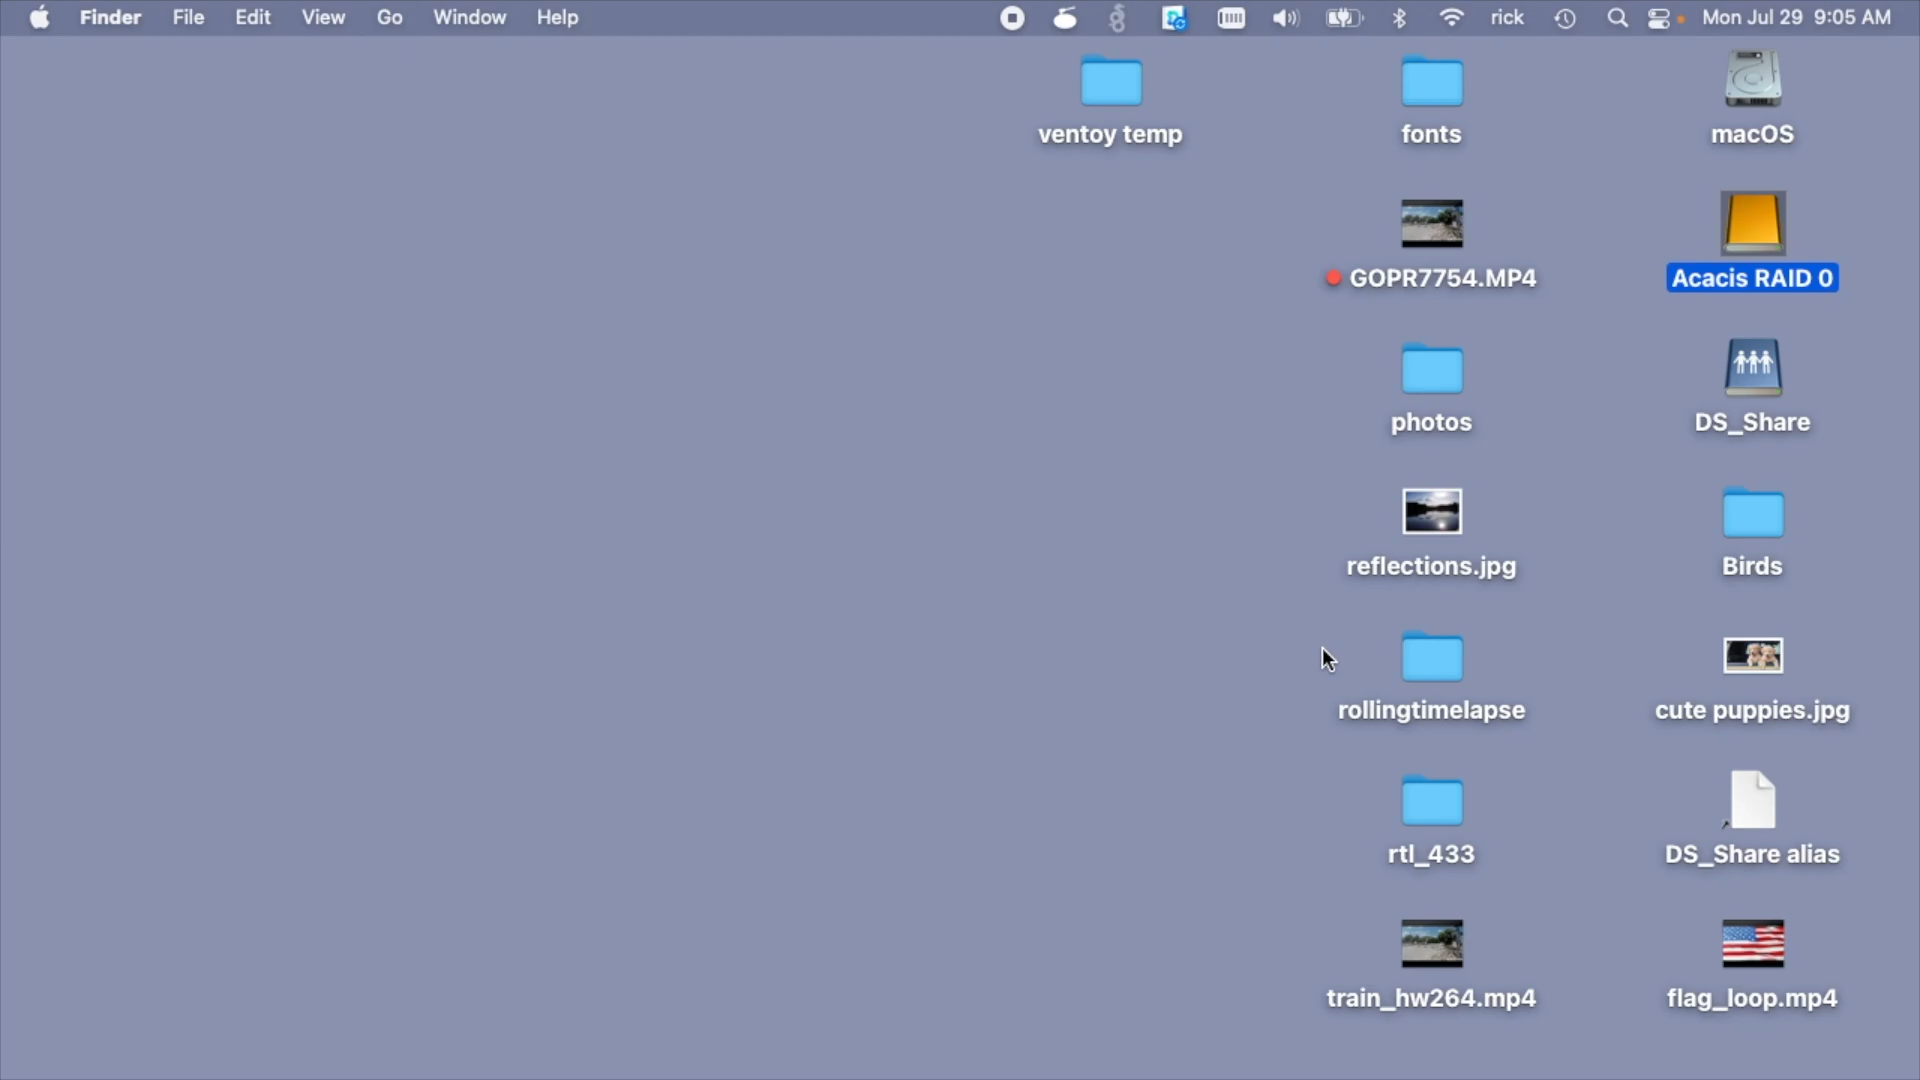 Finder File Edit View Go Window Help rick Mon Jul 29 9:05 AM
ventoy temp fonts macOS
GOPR7754.MP4 Acacis RAID 0
photos DS_Share
reflections.jpg Birds
rollingtimelapse cute puppies.jpg
rtl_433 DS_Share alias
train_hw264.mp4 flag_loop.mp4